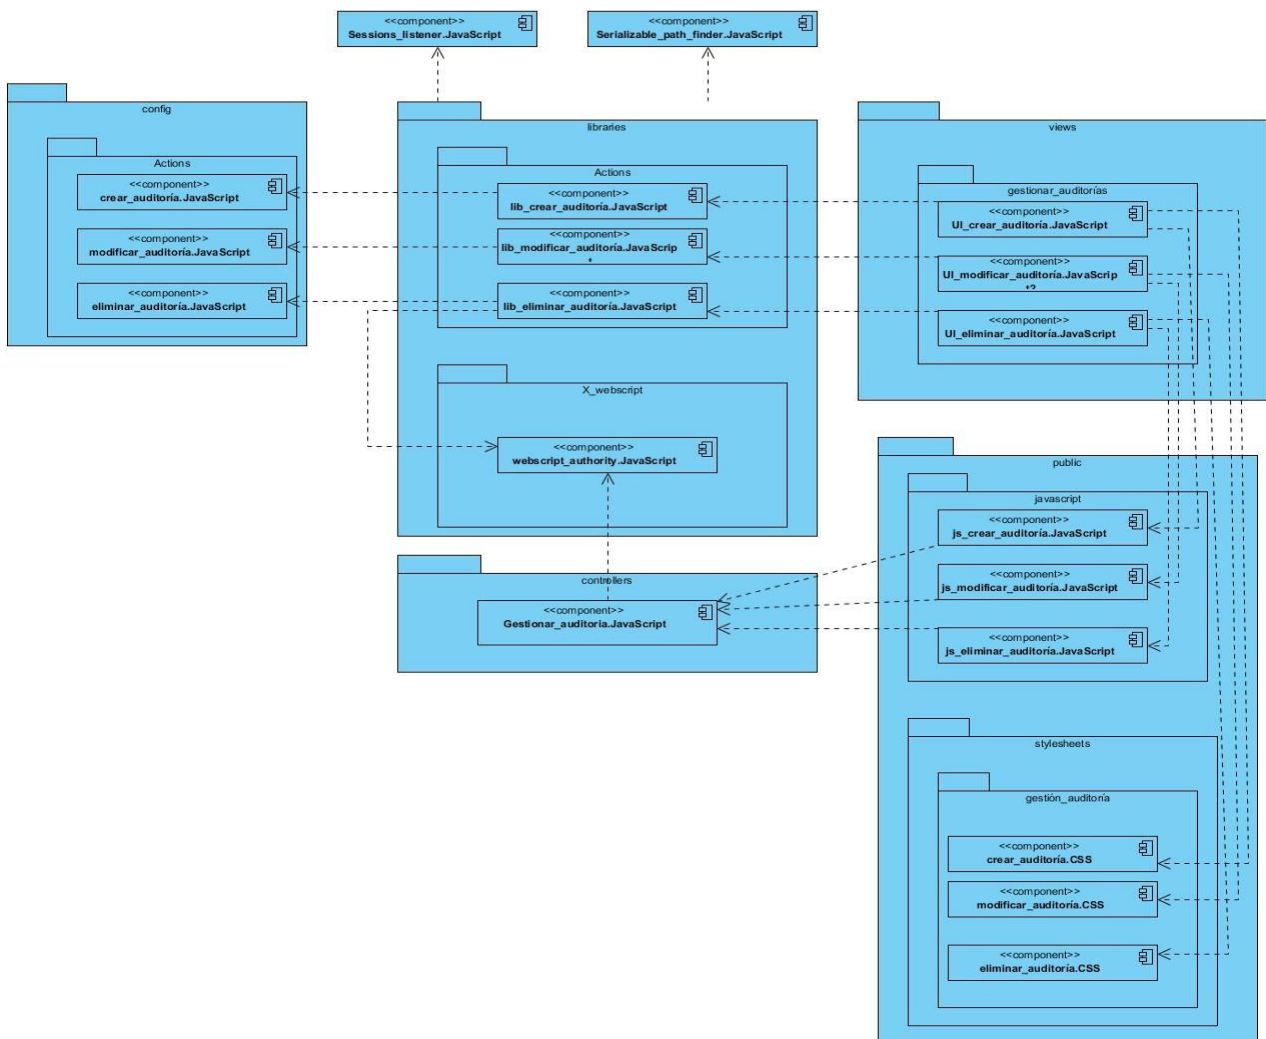 <<component>>
Sessions_listener.JavaScript
<<component>>
Serializable_path_finder.JavaScript
config
Actions
<<component>>
crear_auditoría.JavaScript
<<component>>
modificar_auditoría.JavaScript
<<component>>
eliminar_auditoría.JavaScript
libraries
Actions
<<component>>
lib_crear_auditoría.JavaScript
<<component>>
lib_modificar_auditoría.JavaScrip
<<component>>
lib_eliminar_auditoría.JavaScript
X_webscript
<<component>>
webscript_authority.JavaScript
controllers
<<component>>
Gestionar_auditoria.JavaScript
views
gestionar_auditorías
<<component>>
UI_crear_auditoría.JavaScript
<<component>>
UI_modificar_auditoría.JavaScrip
t2
<<component>>
UI_eliminar_auditoría.JavaScript
public
javascript
<<component>>
js_crear_auditoría.JavaScript
<<component>>
js_modificar_auditoría.JavaScript
<<component>>
js_eliminar_auditoría.JavaScript
stylesheets
gestión_auditoría
<<component>>
crear_auditoría.CSS
<<component>>
modificar_auditoría.CSS
<<component>>
eliminar_auditoría.CSS